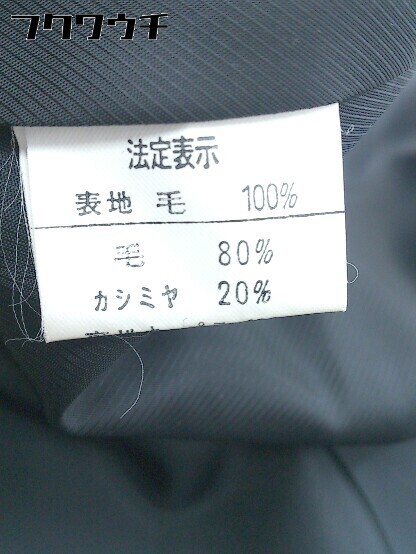 フクワウチ
法定表示
表地 毛 100%
毛 80%
カシミヤ 20%